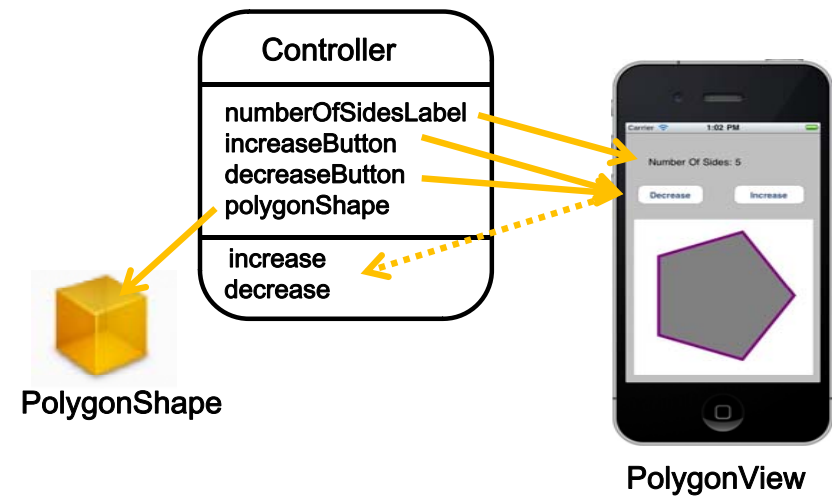 Controller
numberOfSidesLabel
increaseButton
decreaseButton
polygonShape
increase
decrease
PolygonShape
Carrier 1:02 PM
Number Of Sides: 5
Decrease Increase
PolygonView